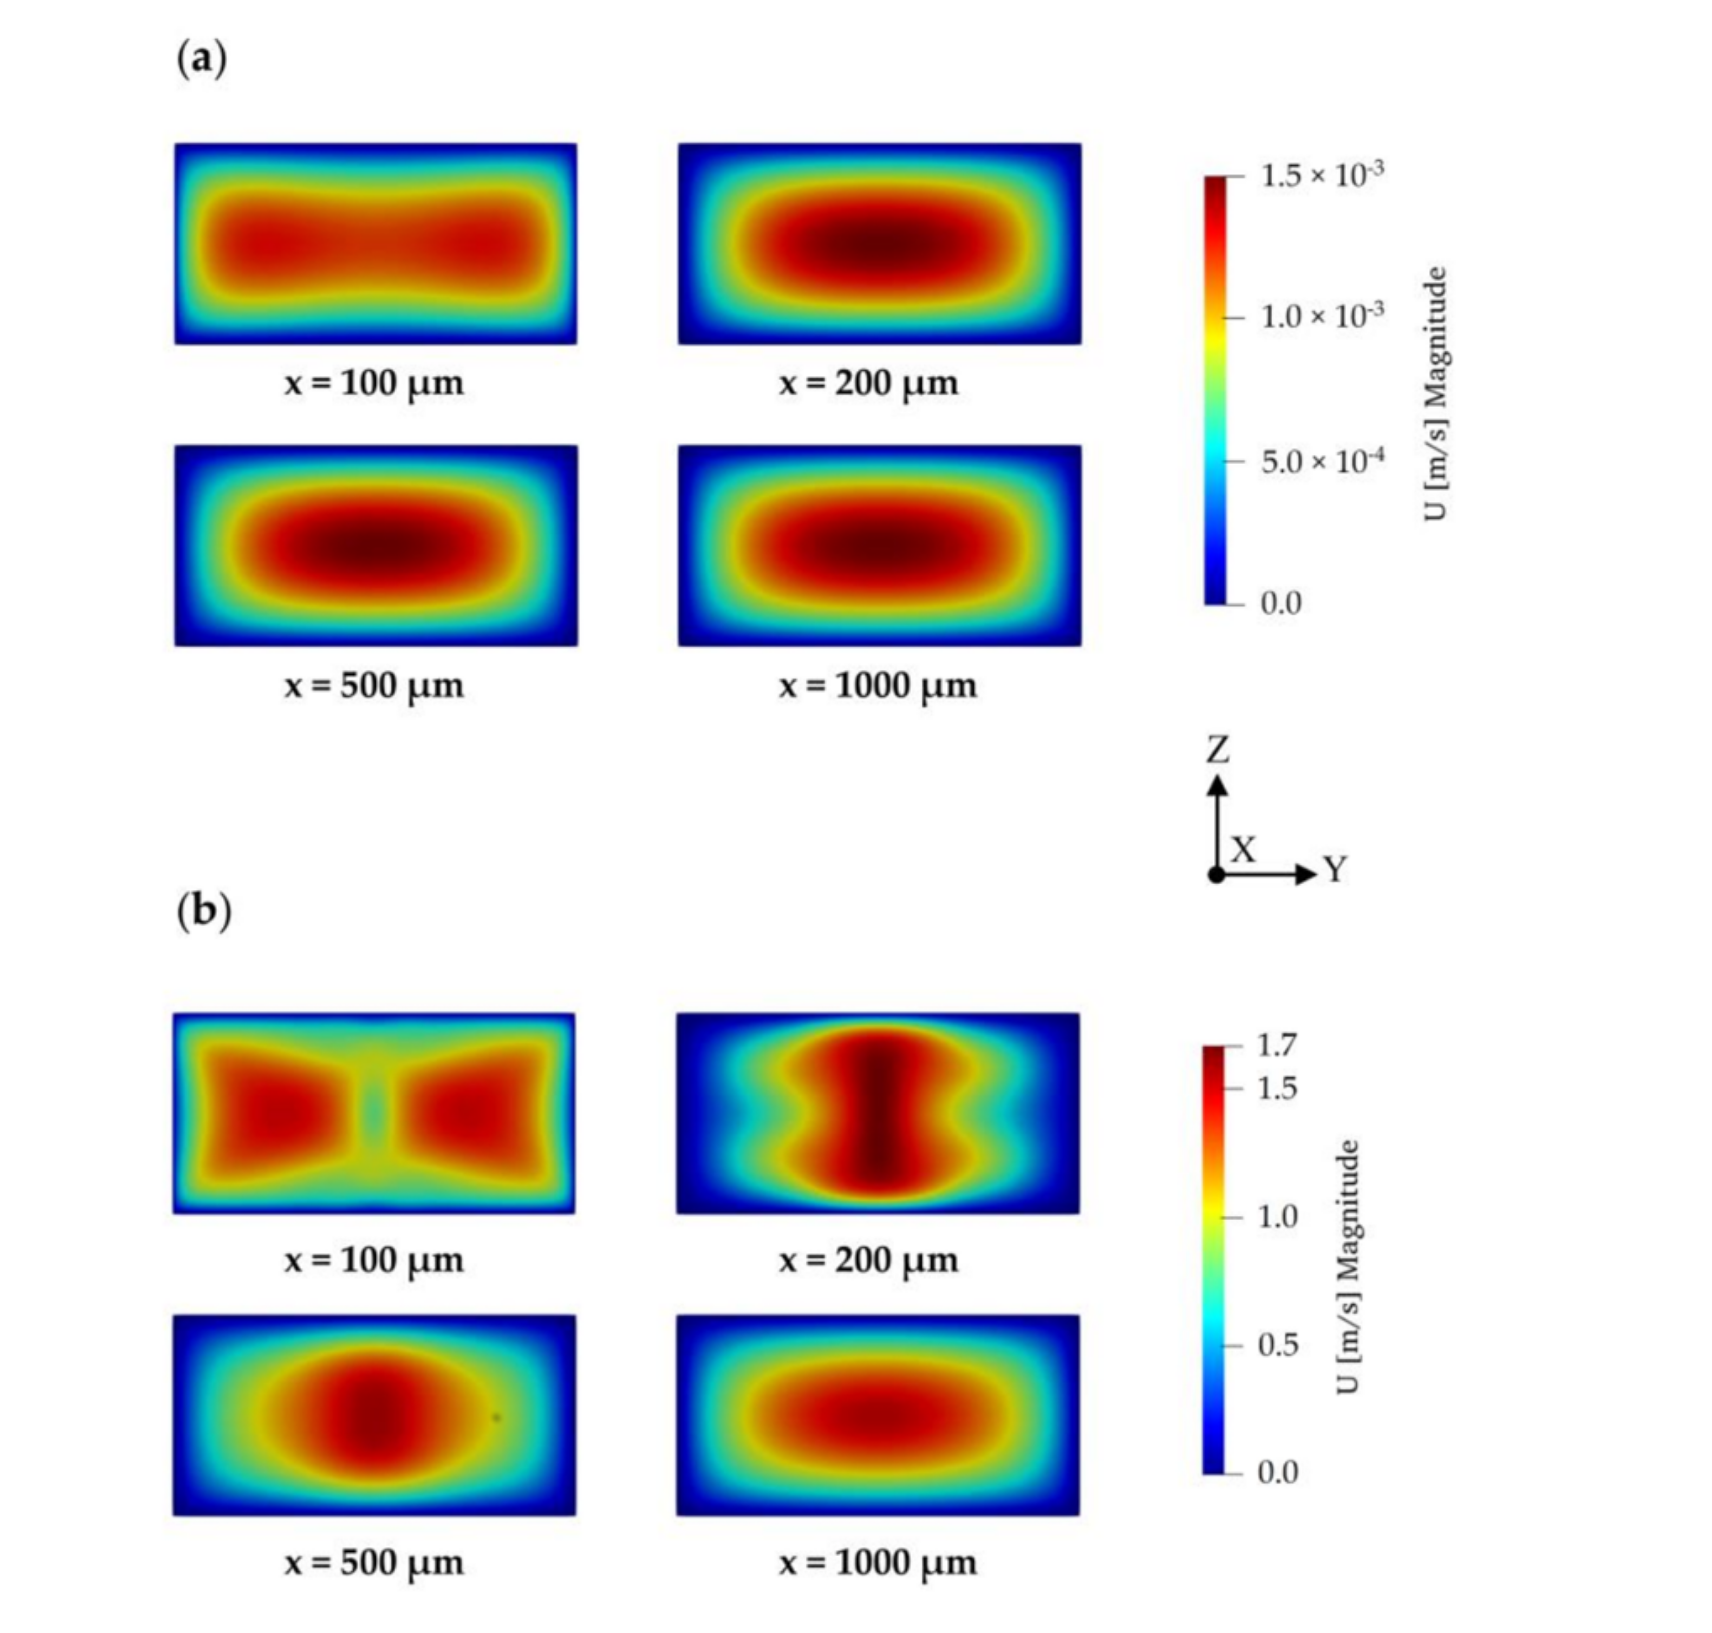 (a)
x = 100 µm
x = 200 µm
x = 500 µm
x = 1000 µm
1.5 × 10-3
1.0 × 10-3
5.0 × 10-4
0.0
U [m/s] Magnitude
Z
X
Y
(b)
x = 100 µm
x = 200 µm
x = 500 µm
x = 1000 µm
1.7
1.5
1.0
0.5
0.0
U [m/s] Magnitude